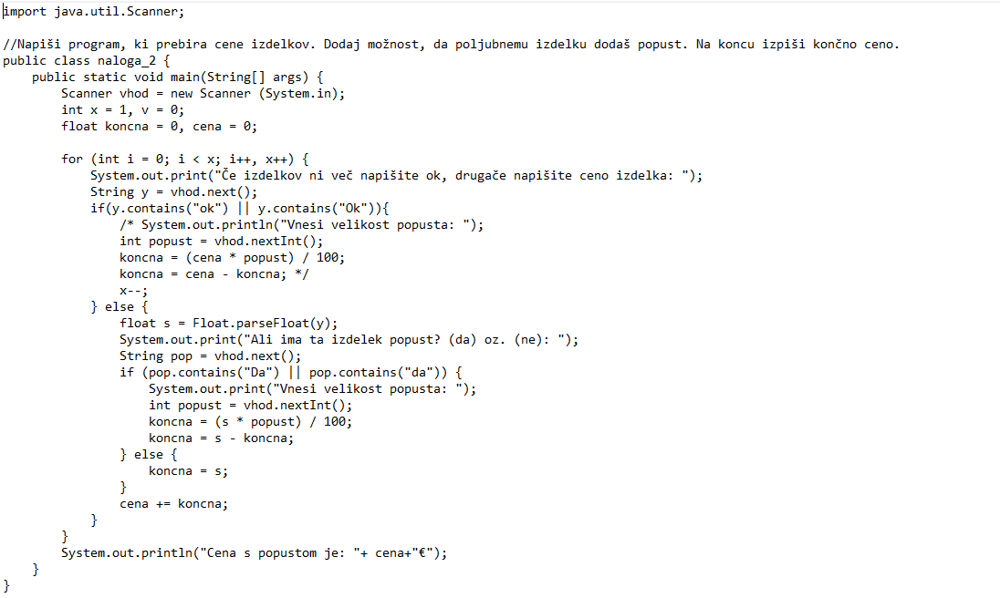 import java.util.Scanner;

//Napiši program, ki prebira cene izdelkov. Dodaj možnost, da poljubnemu izdelku dodaš popust. Na koncu izpiši končno ceno.
public class naloga_2 {
    public static void main(String[] args) {
        Scanner vhod = new Scanner (System.in);
        int x = 1, v = 0;
        float koncna = 0, cena = 0;

        for (int i = 0; i < x; i++, x++) {
            System.out.print("Če izdelkov ni več napišite ok, drugače napišite ceno izdelka: ");
            String y = vhod.next();
            if(y.contains("ok") || y.contains("Ok")){
                /* System.out.println("Vnesi velikost popusta: ");
                int popust = vhod.nextInt();
                koncna = (cena * popust) / 100;
                koncna = cena - koncna; */
                x--;
            } else {
                float s = Float.parseFloat(y);
                System.out.print("Ali ima ta izdelek popust? (da) oz. (ne): ");
                String pop = vhod.next();
                if (pop.contains("Da") || pop.contains("da")) {
                    System.out.print("Vnesi velikost popusta: ");
                    int popust = vhod.nextInt();
                    koncna = (s * popust) / 100;
                    koncna = s - koncna;
                } else {
                    koncna = s;
                }
                cena += koncna;
            }
        }
        System.out.println("Cena s popustom je: "+ cena+"€");
    }
}